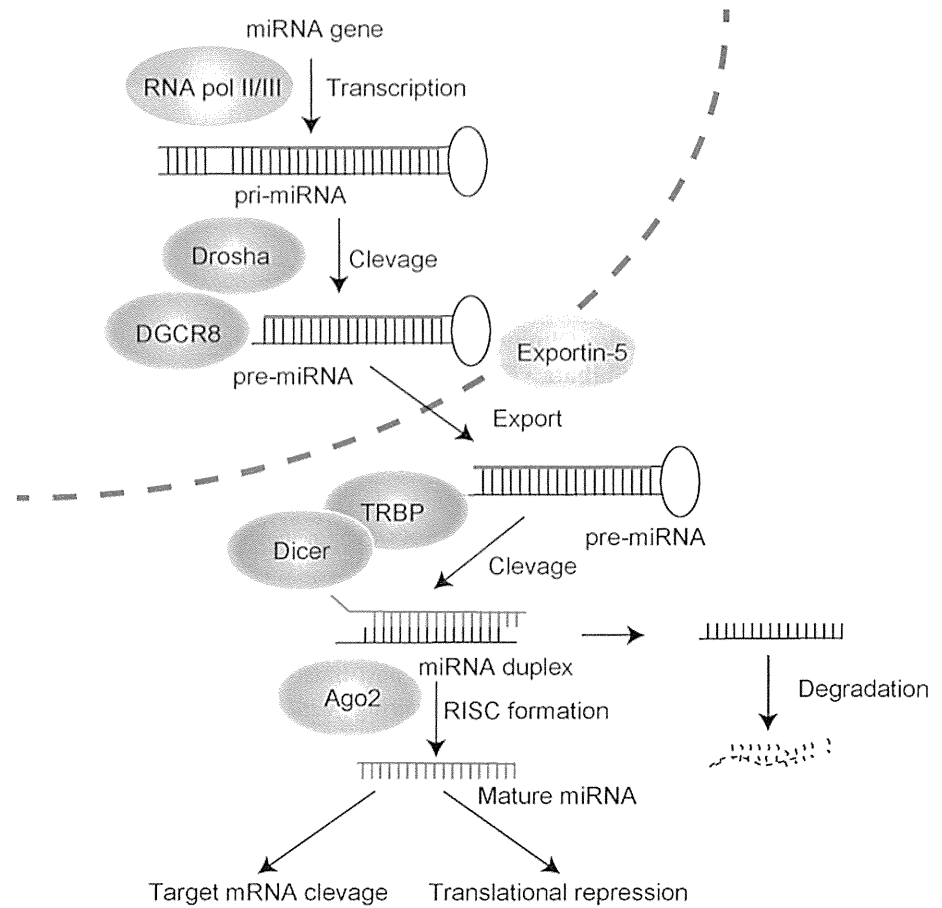 miRNA gene
RNA pol II/III
Transcription
pri-miRNA
Drosha
Clevage
DGCR8
pre-miRNA
Exportin-5
Export
TRBP
pre-miRNA
Dicer
Clevage
miRNA duplex
Ago2
RISC formation
Degradation
Mature miRNA
Target mRNA clevage
Translational repression